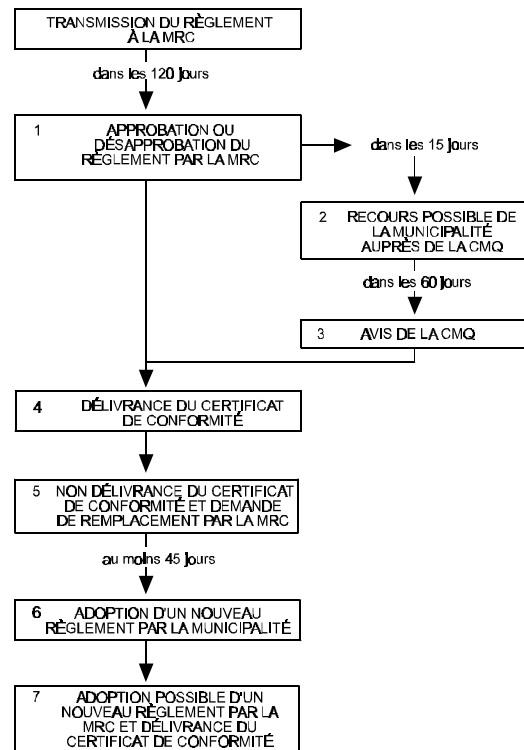 TRANSMISSION DU RÈGLEMENT
À LA MRC
dans les 120 jours
1 APPROBATION OU
DÉSAPPROBATION DU
RÈGLEMENT PAR LA MRC
dans les 15 jours
2 RECOURS POSSIBLE DE
LA MUNICIPALITÉ
AUPRÈS DE LA CMQ
dans les 60 jours
3 AVIS DE LA CMQ
4 DÉLIVRANCE DU CERTIFICAT
DE CONFORMITÉ
5 NON DÉLIVRANCE DU CERTIFICAT
DE CONFORMITÉ ET DEMANDE
DE REMPLACEMENT PAR LA MRC
au moins 45 jours
6 ADOPTION D'UN NOUVEAU
RÈGLEMENT PAR LA MUNICIPALITÉ
7 ADOPTION POSSIBLE D'UN
NOUVEAU RÈGLEMENT PAR LA
MRC ET DÉLIVRANCE DU
CERTIFICAT DE CONFORMITÉ